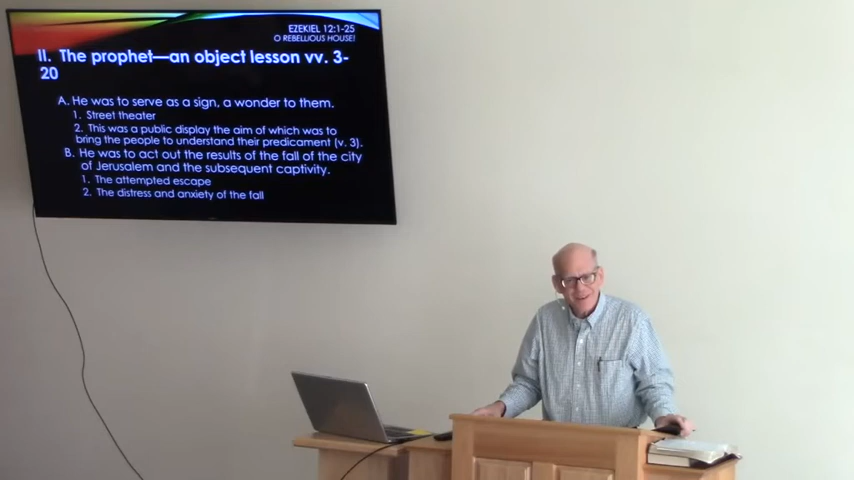 EZEKIEL 12:1-25
O REBELLIOUS HOUSE!
II. The prophet—an object lesson vv. 3-
20
A. He was to serve as a sign, a wonder to them.
1. Street theater
2. This was a public display the aim of which was to
bring the people to understand their predicament (v. 3).
B. He was to act out the results of the fall of the city
of Jerusalem and the subsequent captivity.
1. The attempted escape
2. The distress and anxiety of the fall